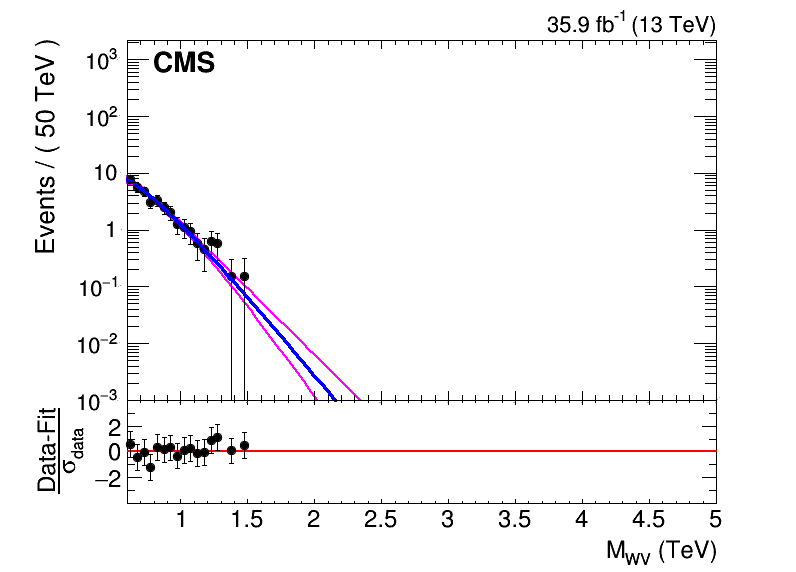 35.9 fb⁻¹ (13 TeV)
CMS
Events / ( 50 TeV )
10³
10²
10
1
10⁻¹
10⁻²
10⁻³
Data-Fit
σ_data
2
0
−2
1 1.5 2 2.5 3 3.5 4 4.5 5
M_WV (TeV)